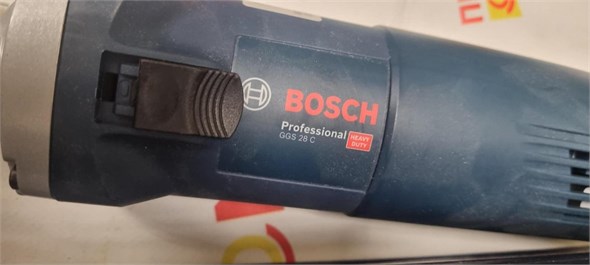 BOSCH
Professional
GGS 28 C
HEAVY
DUTY